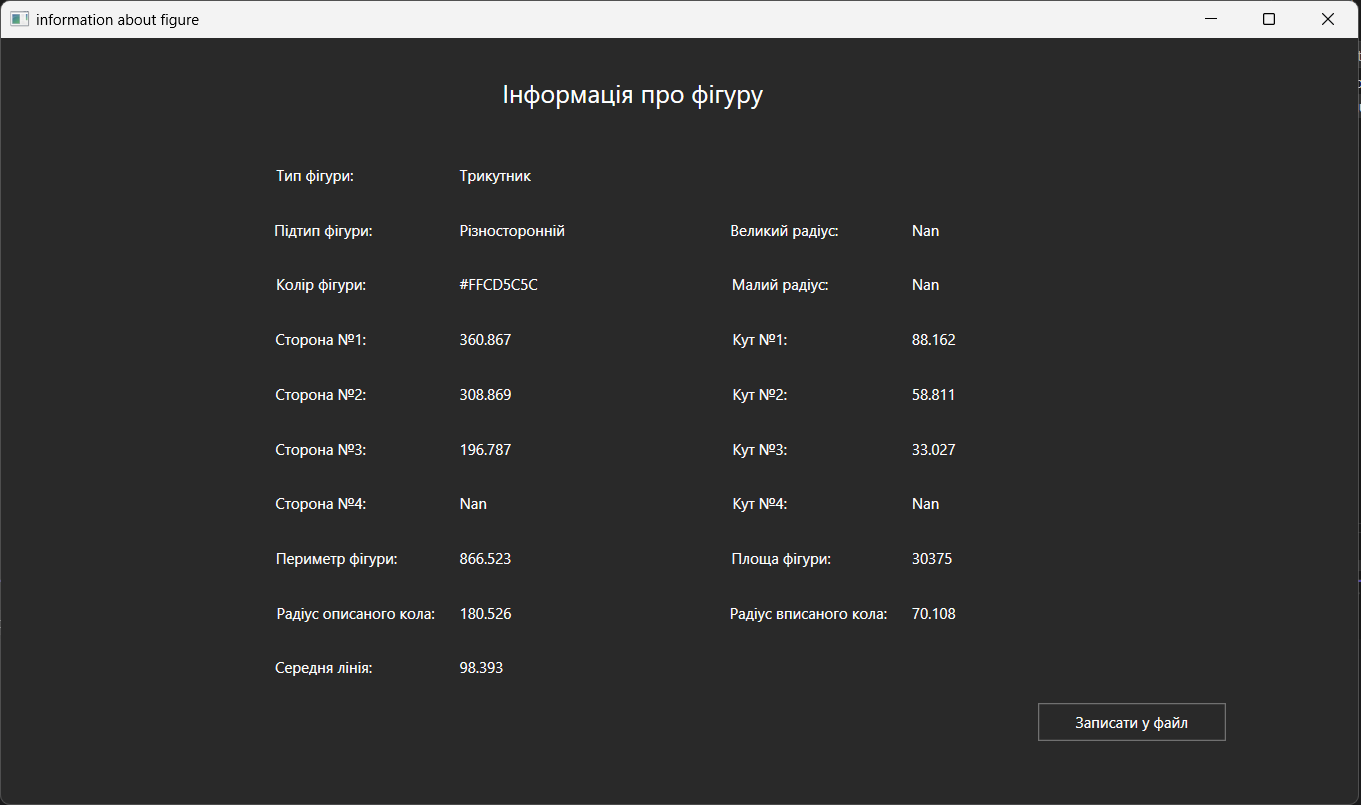 information about figure
Інформація про фігуру
Тип фігури: Трикутник
Підтип фігури: Різносторонній Великий радіус: Nan
Колір фігури: #FFCD5C5C Малий радіус: Nan
Сторона №1: 360.867 Кут №1: 88.162
Сторона №2: 308.869 Кут №2: 58.811
Сторона №3: 196.787 Кут №3: 33.027
Сторона №4: Nan Кут №4: Nan
Периметр фігури: 866.523 Площа фігури: 30375
Радіус описаного кола: 180.526 Радіус вписаного кола: 70.108
Середня лінія: 98.393
Записати у файл